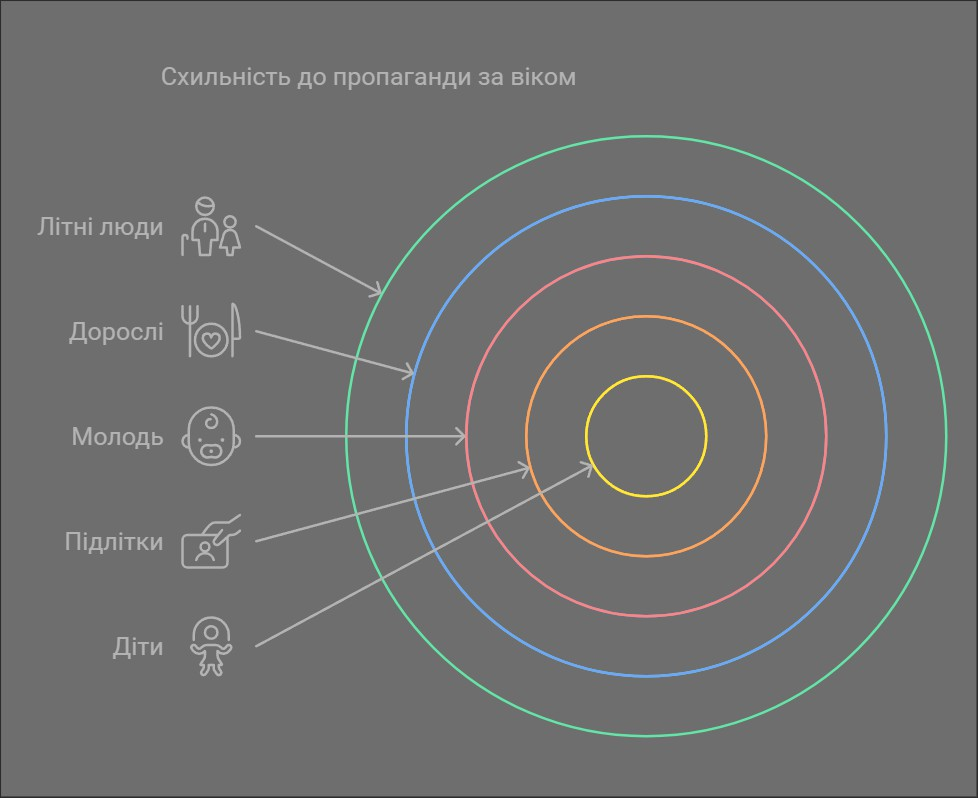 Схильність до пропаганди за віком
Літні люди
Дорослі
Молодь
Підлітки
Діти